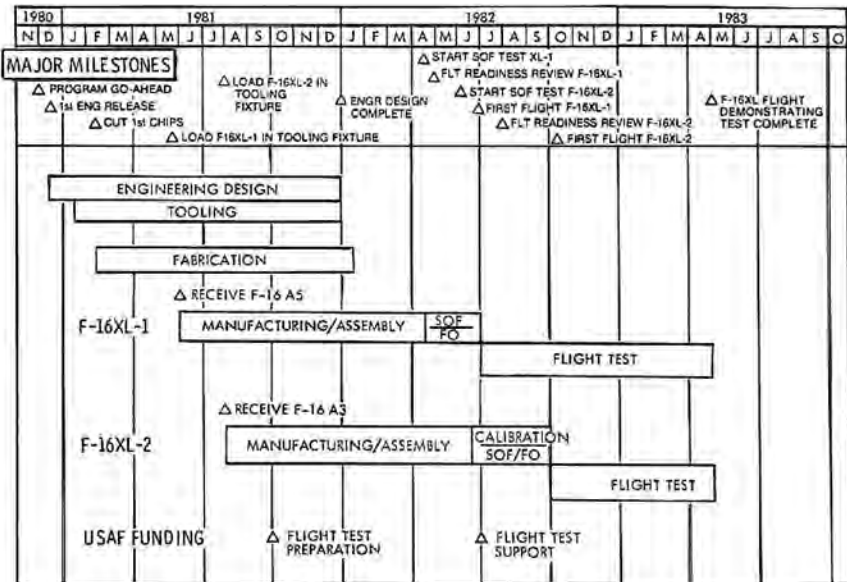 1980 1981 1982 1983
N D J F M A M J J A S O N D J F M A M J J A S O N D J F M A M J J A S O
MAJOR MILESTONES
△ PROGRAM GO-AHEAD
△ 1st ENG RELEASE
△ CUT 1st CHIPS
△ LOAD F16XL-1 IN TOOLING FIXTURE
△ LOAD F-16XL-2 IN
TOOLING
FIXTURE
△ ENGR DESIGN
COMPLETE
△ START SOF TEST XL-1
△ FLT READINESS REVIEW F-16XL-1
△ START SOF TEST F-16XL-2
△ FIRST FLIGHT F-16XL-1
△ FLT READINESS REVIEW F-16XL-2
△ FIRST FLIGHT F-16XL-2
△ F-16XL FLIGHT
DEMONSTRATING
TEST COMPLETE
ENGINEERING DESIGN
TOOLING
FABRICATION
△ RECEIVE F-16 A5
F-16XL-1
MANUFACTURING/ASSEMBLY
SOF
FO
FLIGHT TEST
△ RECEIVE F-16 A3
F-16XL-2
MANUFACTURING/ASSEMBLY
CALIBRATION
SOF/FO
FLIGHT TEST
USAF FUNDING
△ FLIGHT TEST
PREPARATION
△ FLIGHT TEST
SUPPORT